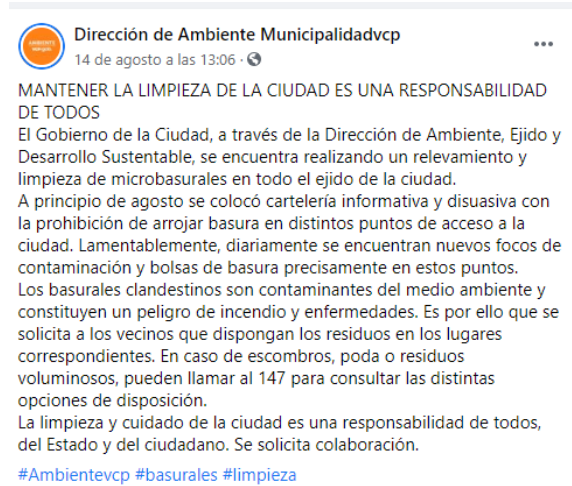 Dirección de Ambiente Municipalidadvcp
14 de agosto a las 13:06 ·
MANTENER LA LIMPIEZA DE LA CIUDAD ES UNA RESPONSABILIDAD
DE TODOS
El Gobierno de la Ciudad, a través de la Dirección de Ambiente, Ejido y
Desarrollo Sustentable, se encuentra realizando un relevamiento y
limpieza de microbasurales en todo el ejido de la ciudad.
A principio de agosto se colocó cartelería informativa y disuasiva con
la prohibición de arrojar basura en distintos puntos de acceso a la
ciudad. Lamentablemente, diariamente se encuentran nuevos focos de
contaminación y bolsas de basura precisamente en estos puntos.
Los basurales clandestinos son contaminantes del medio ambiente y
constituyen un peligro de incendio y enfermedades. Es por ello que se
solicita a los vecinos que dispongan los residuos en los lugares
correspondientes. En caso de escombros, poda o residuos
voluminosos, pueden llamar al 147 para consultar las distintas
opciones de disposición.
La limpieza y cuidado de la ciudad es una responsabilidad de todos,
del Estado y del ciudadano. Se solicita colaboración.
#Ambientevcp #basurales #limpieza